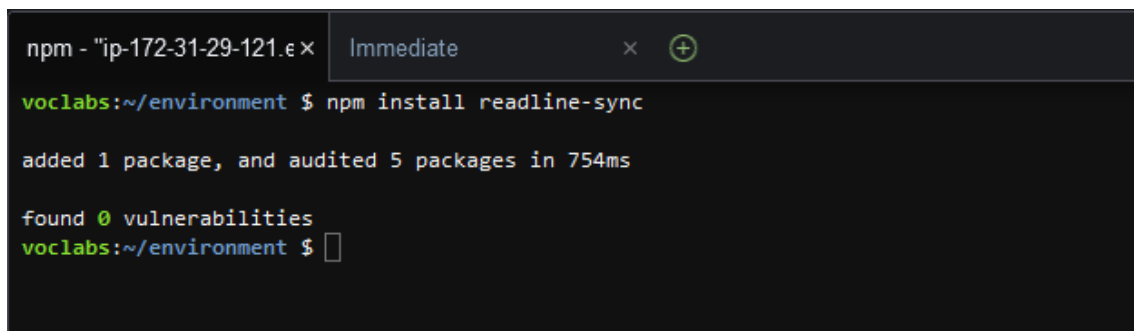 npm - "ip-172-31-29-121.e× Immediate ×
voclabs:~/environment $ npm install readline-sync
added 1 package, and audited 5 packages in 754ms
found 0 vulnerabilities
voclabs:~/environment $